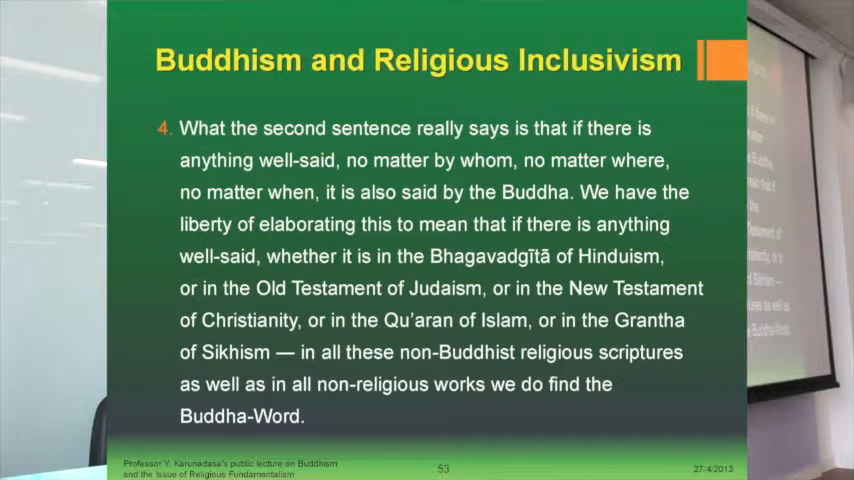 Buddhism and Religious Inclusivism
4. What the second sentence really says is that if there is
anything well-said, no matter by whom, no matter where,
no matter when, it is also said by the Buddha. We have the
liberty of elaborating this to mean that if there is anything
well-said, whether it is in the Bhagavadgītā of Hinduism,
or in the Old Testament of Judaism, or in the New Testament
of Christianity, or in the Qu’aran of Islam, or in the Grantha
of Sikhism — in all these non-Buddhist religious scriptures
as well as in all non-religious works we do find the
Buddha-Word.
Professor Y. Karunadasa's public lecture on Buddhism
and the Issue of Religious Fundamentalism
53
27/4/2013